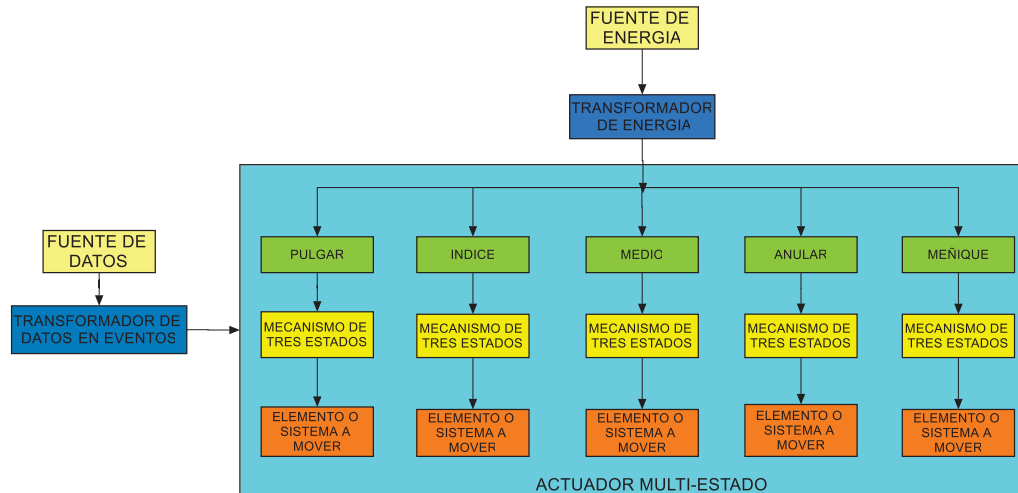 FUENTE DE
ENERGIA
TRANSFORMADOR
DE ENERGIA
FUENTE DE
DATOS
TRANSFORMADOR DE
DATOS EN EVENTOS
PULGAR
INDICE
MEDIO
ANULAR
MEÑIQUE
MECANISMO DE
TRES ESTADOS
MECANISMO DE
TRES ESTADOS
MECANISMO DE
TRES ESTADOS
MECANISMO DE
TRES ESTADOS
MECANISMO DE
TRES ESTADOS
ELEMENTO O
SISTEMA A
MOVER
ELEMENTO O
SISTEMA A
MOVER
ELEMENTO O
SISTEMA A
MOVER
ELEMENTO O
SISTEMA A
MOVER
ELEMENTO O
SISTEMA A
MOVER
ACTUADOR MULTI-ESTADO